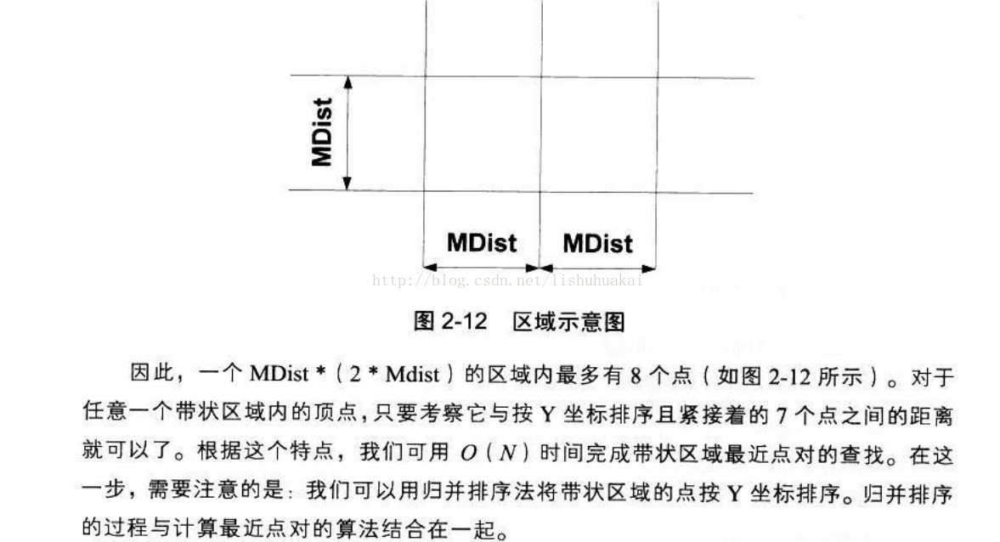 MDist
MDist MDist
http://blog.csdn.net/lishuhuakai
图 2-12 区域示意图
因此，一个 MDist *（2 * Mdist）的区域内最多有 8 个点（如图 2-12 所示）。对于
任意一个带状区域内的顶点，只要考察它与按 Y 坐标排序且紧接着的 7 个点之间的距离
就可以了。根据这个特点，我们可用 O（N）时间完成带状区域最近点对的查找。在这
一步，需要注意的是：我们可以用归并排序法将带状区域的点按 Y 坐标排序。归并排序
的过程与计算最近点对的算法结合在一起。